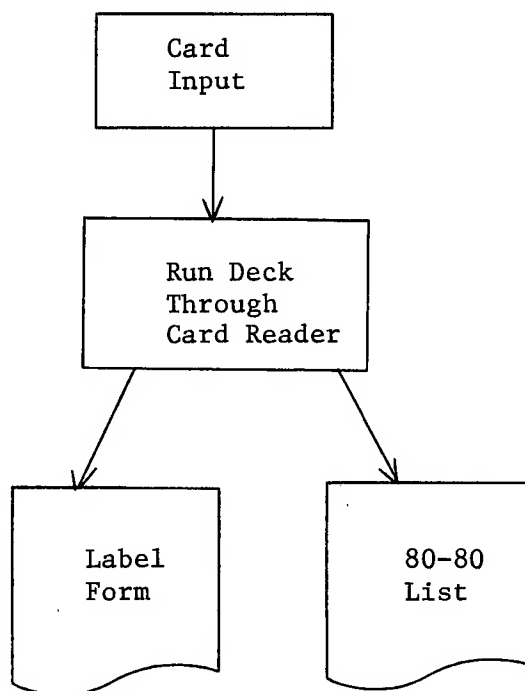 Card
Input
Run Deck
Through
Card Reader
Label
Form
80-80
List